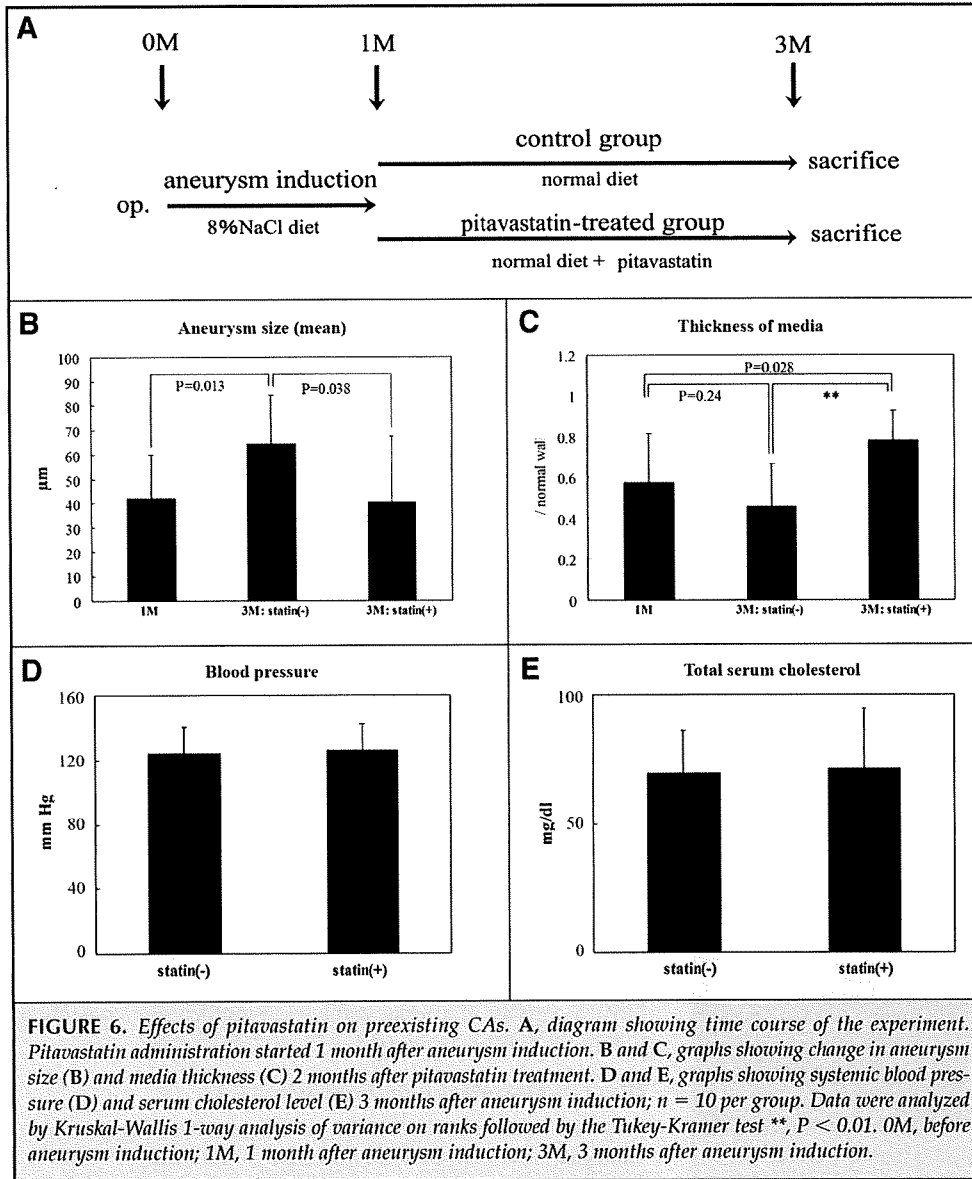 A
0M 1M 3M
control group
normal diet
sacrifice
aneurysm induction
op.
8%NaCl diet
pitavastatin-treated group
normal diet + pitavastatin
sacrifice
B
Aneurysm size (mean)
100
90
80
70
60
50
40
30
20
10
0
μm
P=0.013
P=0.038
1M 3M: statin(-) 3M: statin(+)
C
Thickness of media
1.2
1
0.8
0.6
0.4
0.2
0
/ normal wall
P=0.028
P=0.24
**
1M 3M: statin(-) 3M: statin(+)
D
Blood pressure
160
120
80
40
0
mm Hg
statin(-) statin(+)
E
Total serum cholesterol
100
50
0
mg/dl
statin(-) statin(+)
FIGURE 6. Effects of pitavastatin on preexisting CAs. A, diagram showing time course of the experiment.
Pitavastatin administration started 1 month after aneurysm induction. B and C, graphs showing change in aneurysm
size (B) and media thickness (C) 2 months after pitavastatin treatment. D and E, graphs showing systemic blood pres-
sure (D) and serum cholesterol level (E) 3 months after aneurysm induction; n = 10 per group. Data were analyzed
by Kruskal-Wallis 1-way analysis of variance on ranks followed by the Tukey-Kramer test **, P < 0.01. 0M, before
aneurysm induction; 1M, 1 month after aneurysm induction; 3M, 3 months after aneurysm induction.